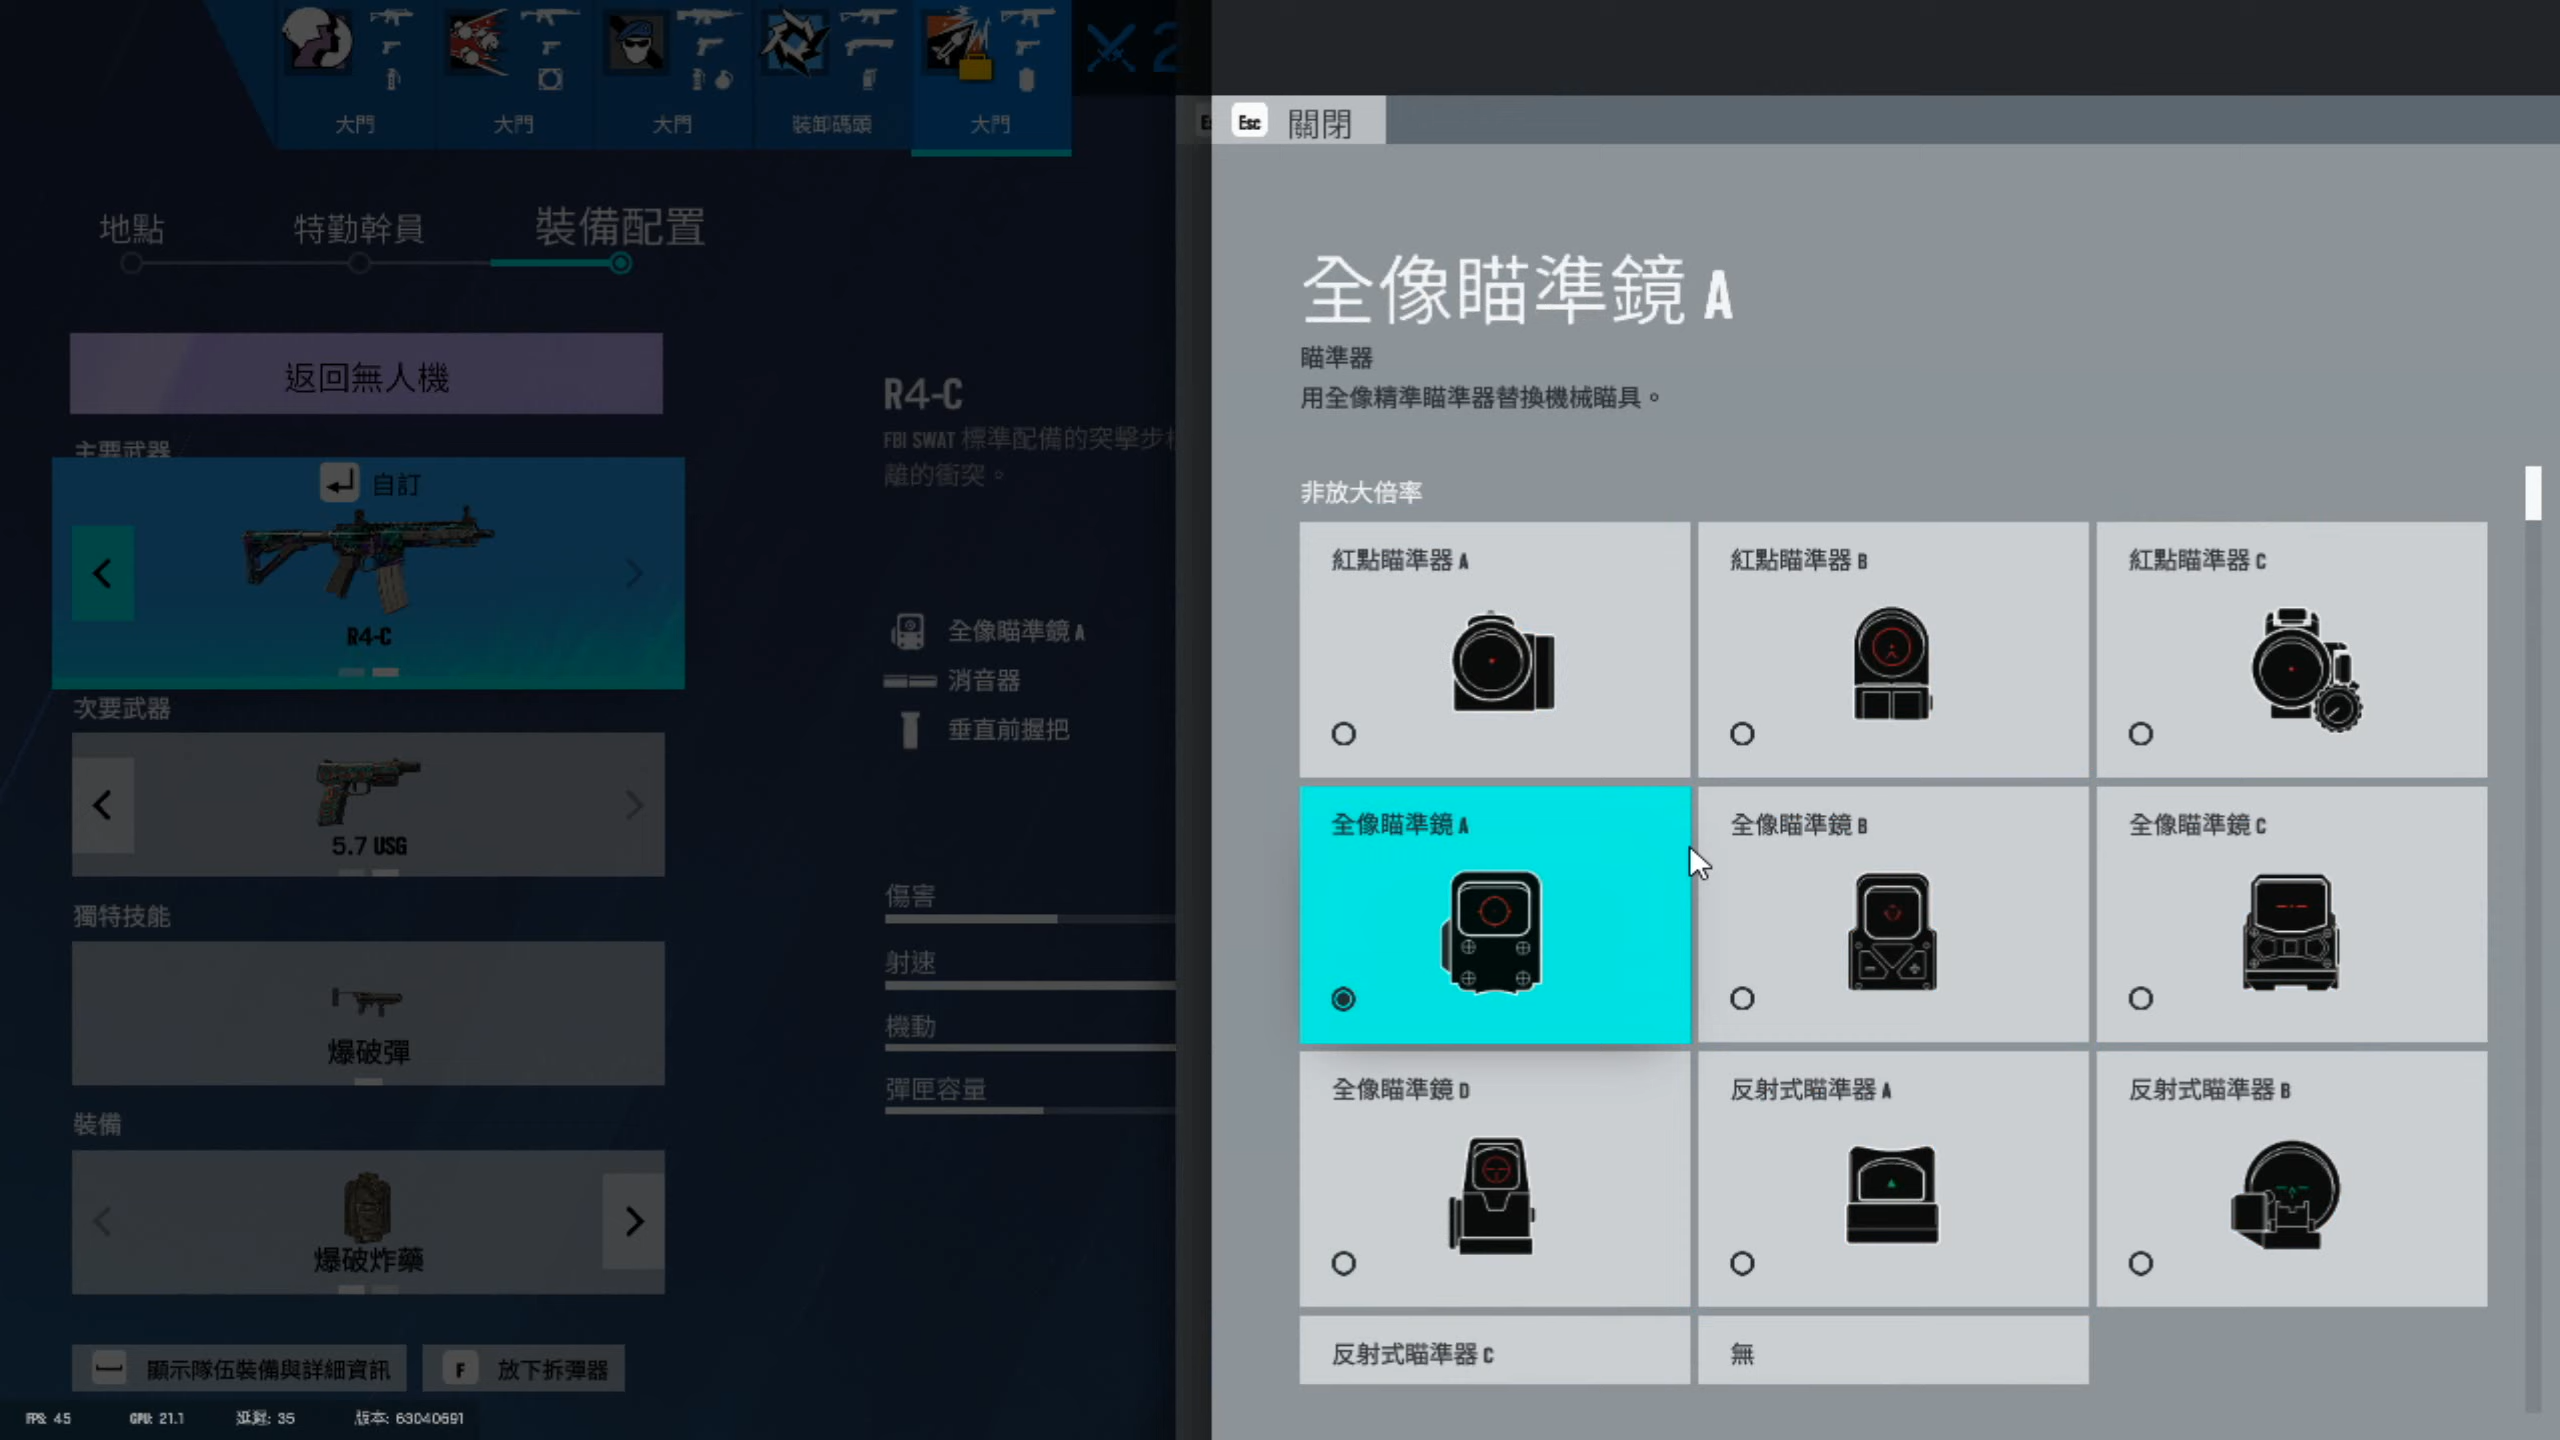 大門
大門
大門
裝卸碼頭
大門
2
Esc 關閉
地點
特勤幹員
裝備配置
返回無人機
主要武器
自訂
R4-C
次要武器
5.7 USG
獨特技能
爆破彈
裝備
爆破炸藥
顯示隊伍裝備與詳細資訊
F 放下拆彈器
FPS: 45
GPU: 21.1
延遲: 35
版本: 63040691
R4-C
FBI SWAT 標準配備的突擊步
離的衝突。
全像瞄準鏡 A
消音器
垂直前握把
傷害
射速
機動
彈匣容量
全像瞄準鏡 A
瞄準器
用全像精準瞄準器替換機械瞄具。
非放大倍率
紅點瞄準器 A
紅點瞄準器 B
紅點瞄準器 C
全像瞄準鏡 A
全像瞄準鏡 B
全像瞄準鏡 C
全像瞄準鏡 D
反射式瞄準器 A
反射式瞄準器 B
反射式瞄準器 C
無